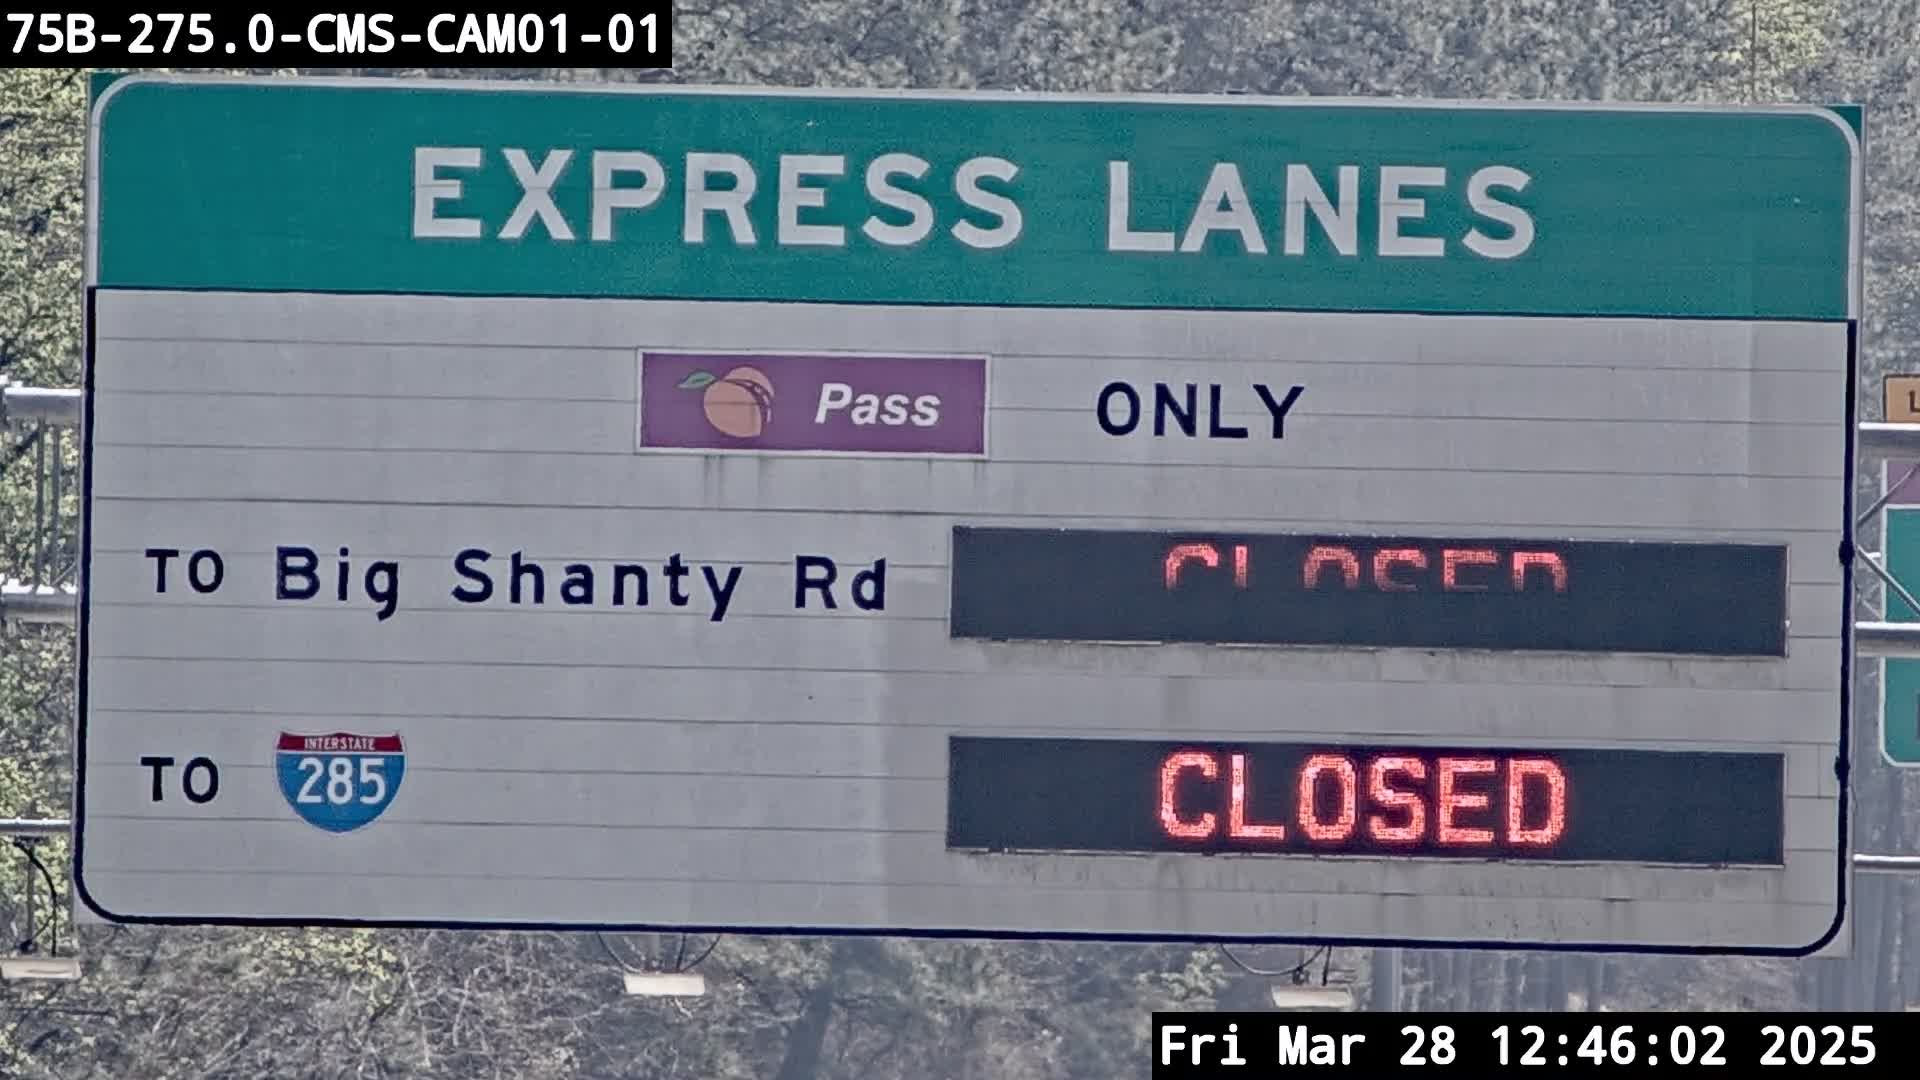 75B-275.0-CMS-CAM01-01
EXPRESS LANES
Pass ONLY
TO Big Shanty Rd CLOSED
INTERSTATE
TO 285 CLOSED
Fri Mar 28 12:46:02 2025